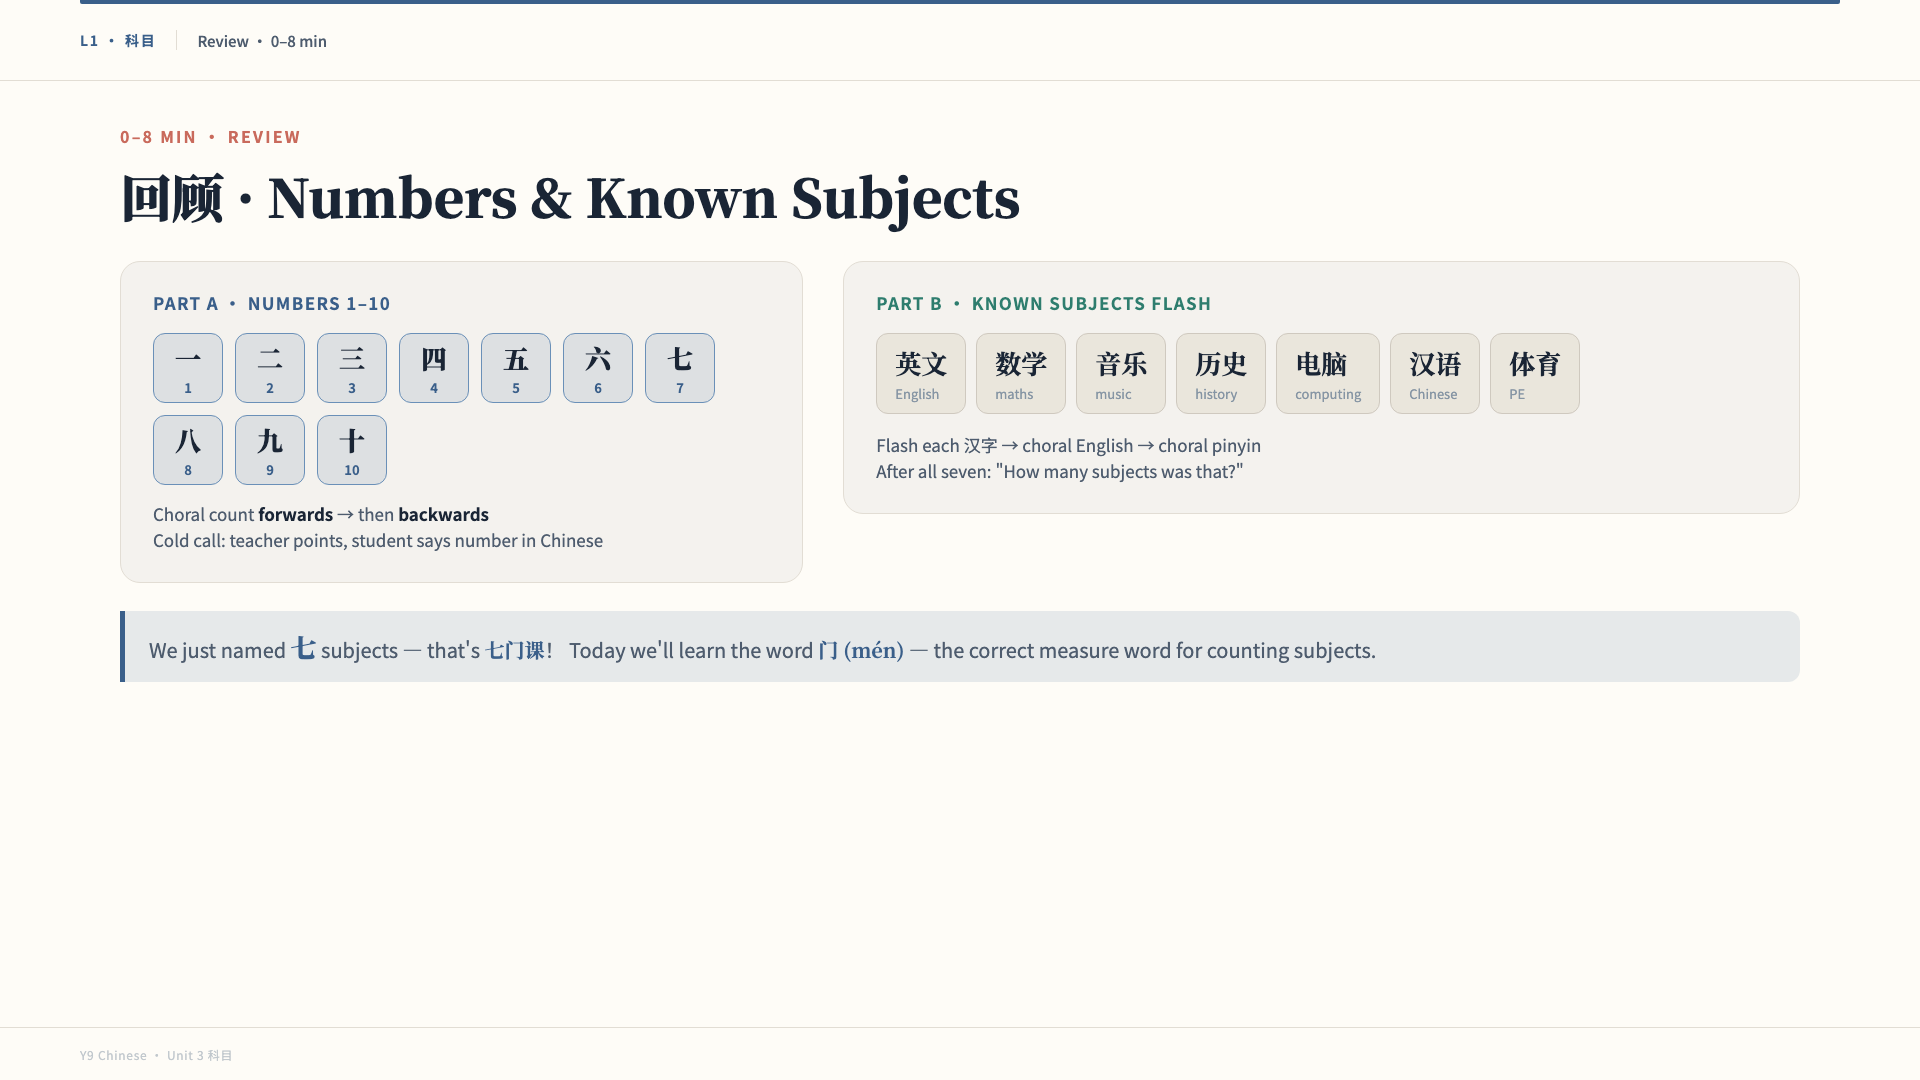 L1 · 科目 Review · 0–8 min
0–8 MIN · REVIEW
回顾 · Numbers & Known Subjects
PART A · NUMBERS 1–10
一 二 三 四 五 六 七
1 2 3 4 5 6 7
八 九 十
8 9 10
Choral count forwards → then backwards
Cold call: teacher points, student says number in Chinese
PART B · KNOWN SUBJECTS FLASH
英文 数学 音乐 历史 电脑 汉语 体育
English maths music history computing Chinese PE
Flash each 汉字 → choral English → choral pinyin
After all seven: "How many subjects was that?"
We just named 七 subjects — that's 七门课! Today we'll learn the word 门 (mén) — the correct measure word for counting subjects.
Y9 Chinese · Unit 3 科目